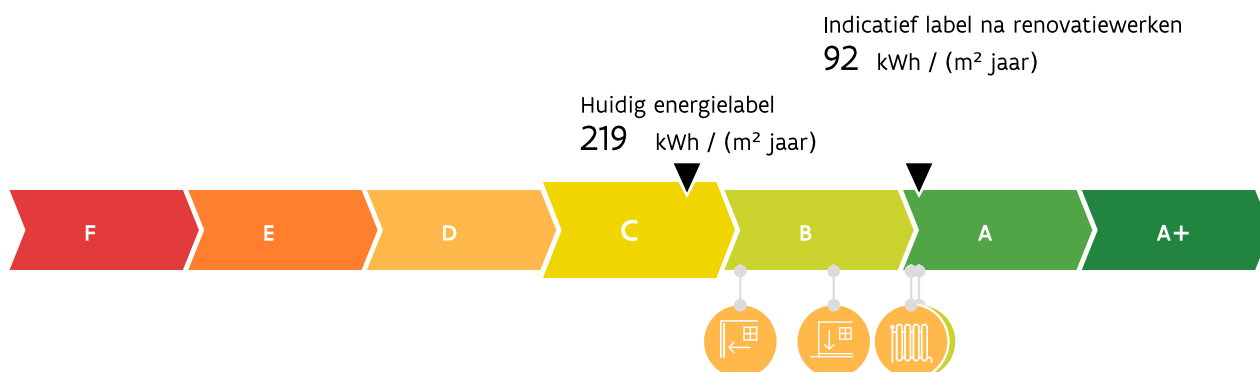 Indicatief label na renovatiewerken
92 kWh / (m² jaar)
Huidig energielabel
219 kWh / (m² jaar)
F E D C B A A+